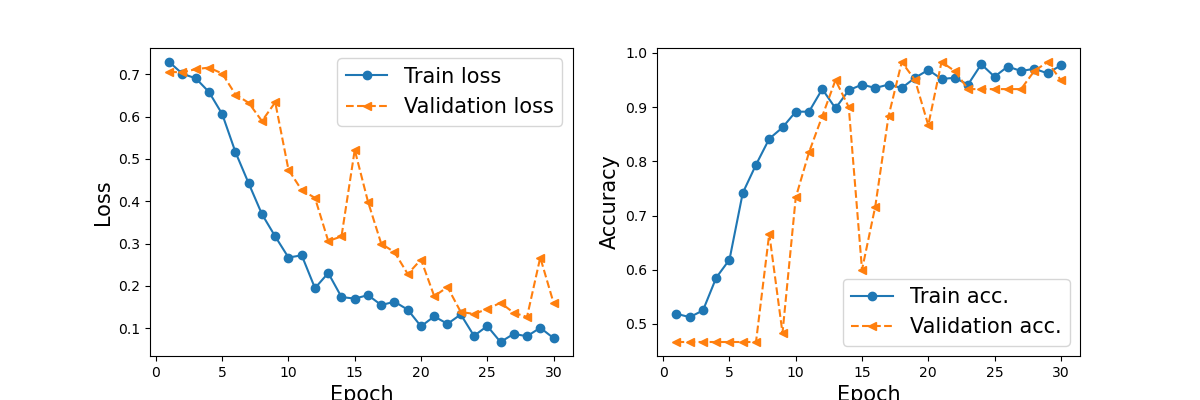 Loss
0.7
0.6
0.5
0.4
0.3
0.2
0.1
Train loss
Validation loss
0 5 10 15 20 25 30
Epoch
Accuracy
1.0
0.9
0.8
0.7
0.6
0.5
Train acc.
Validation acc.
0 5 10 15 20 25 30
Epoch